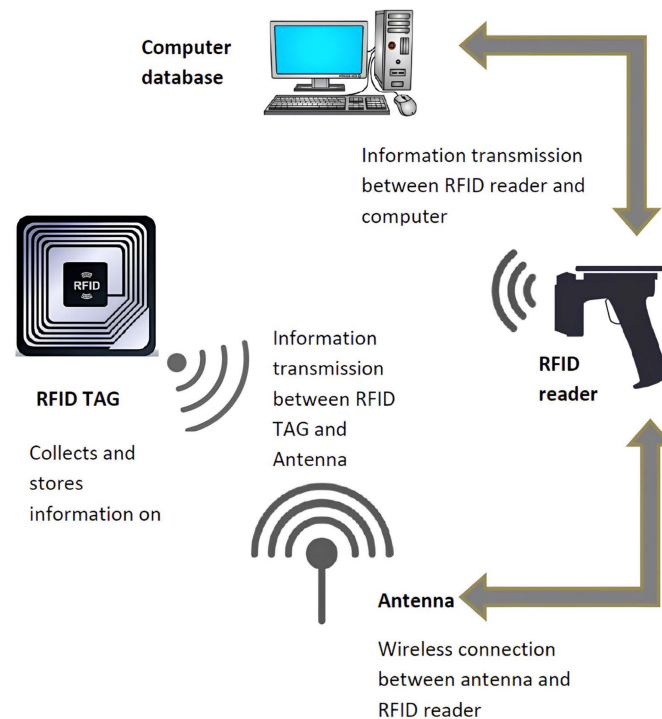 Computer
database
Information transmission
between RFID reader and
computer
RFID
RFID TAG
Collects and
stores
information on
Information
transmission
between RFID
TAG and
Antenna
RFID
reader
Antenna
Wireless connection
between antenna and
RFID reader